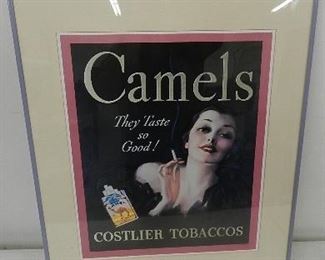 Camels
They Taste
so
Good!
COSTLIER TOBACCOS